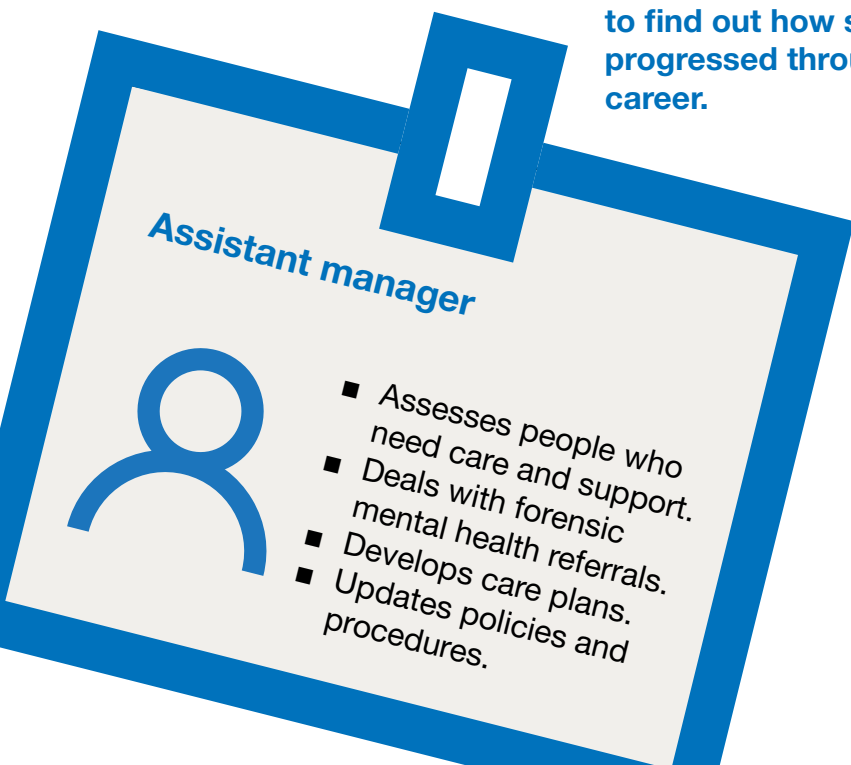 to find out how s
progressed throu
career.
Assistant manager
■ Assesses people who
need care and support.
■ Deals with forensic
mental health referrals.
■ Develops care plans.
■ Updates policies and
procedures.